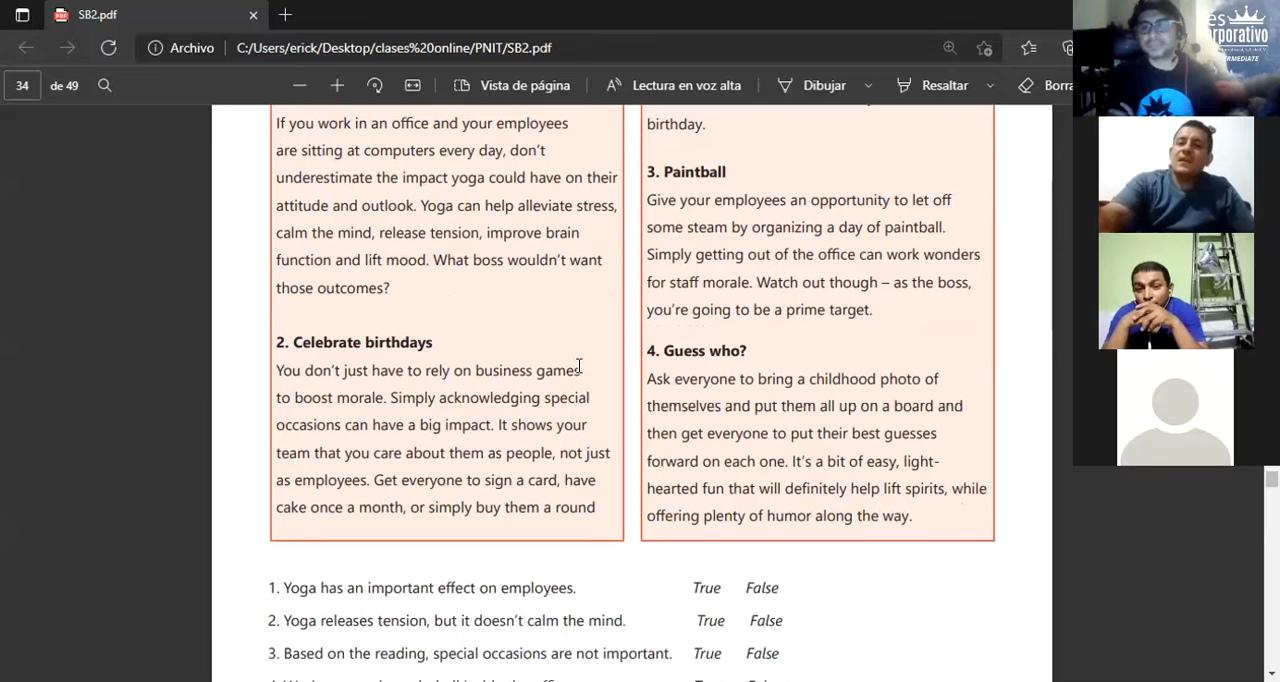 SB2.pdf
Archivo
C:/Users/erick/Desktop/clases%20online/PNIT/SB2.pdf
34
de 49
Vista de página
Lectura en voz alta
Dibujar
Resaltar
Borra
és
corporativo
If you work in an office and your employees
are sitting at computers every day, don't
underestimate the impact yoga could have on their
attitude and outlook. Yoga can help alleviate stress,
calm the mind, release tension, improve brain
function and lift mood. What boss wouldn't want
those outcomes?
2. Celebrate birthdays
You don't just have to rely on business games
to boost morale. Simply acknowledging special
occasions can have a big impact. It shows your
team that you care about them as people, not just
as employees. Get everyone to sign a card, have
cake once a month, or simply buy them a round
birthday.
3. Paintball
Give your employees an opportunity to let off
some steam by organizing a day of paintball.
Simply getting out of the office can work wonders
for staff morale. Watch out though – as the boss,
you're going to be a prime target.
4. Guess who?
Ask everyone to bring a childhood photo of
themselves and put them all up on a board and
then get everyone to put their best guesses
forward on each one. It's a bit of easy, light-
hearted fun that will definitely help lift spirits, while
offering plenty of humor along the way.
1. Yoga has an important effect on employees. True False
2. Yoga releases tension, but it doesn't calm the mind. True False
3. Based on the reading, special occasions are not important. True False